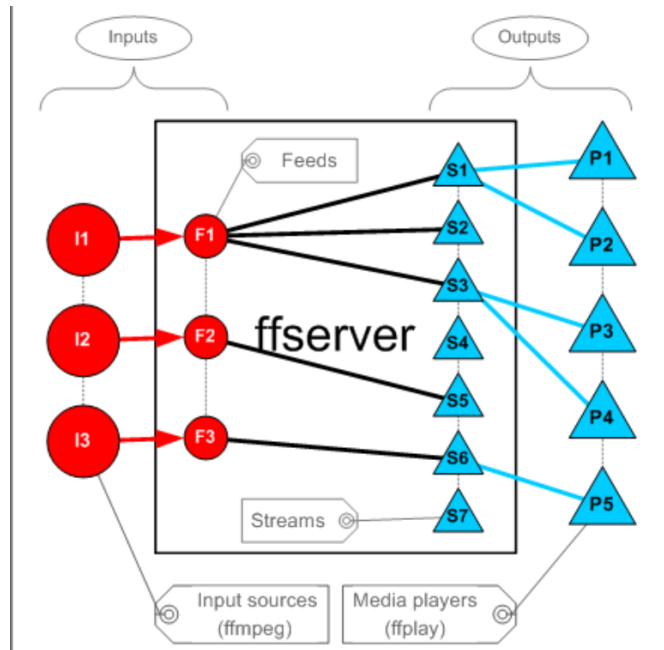 Inputs
Outputs
Feeds
S1
P1
I1
F1
S2
P2
S3
I2
F2
ffserver
S4
P3
S5
I3
F3
S6
P4
Streams
S7
P5
Input sources
(ffmpeg)
Media players
(ffplay)